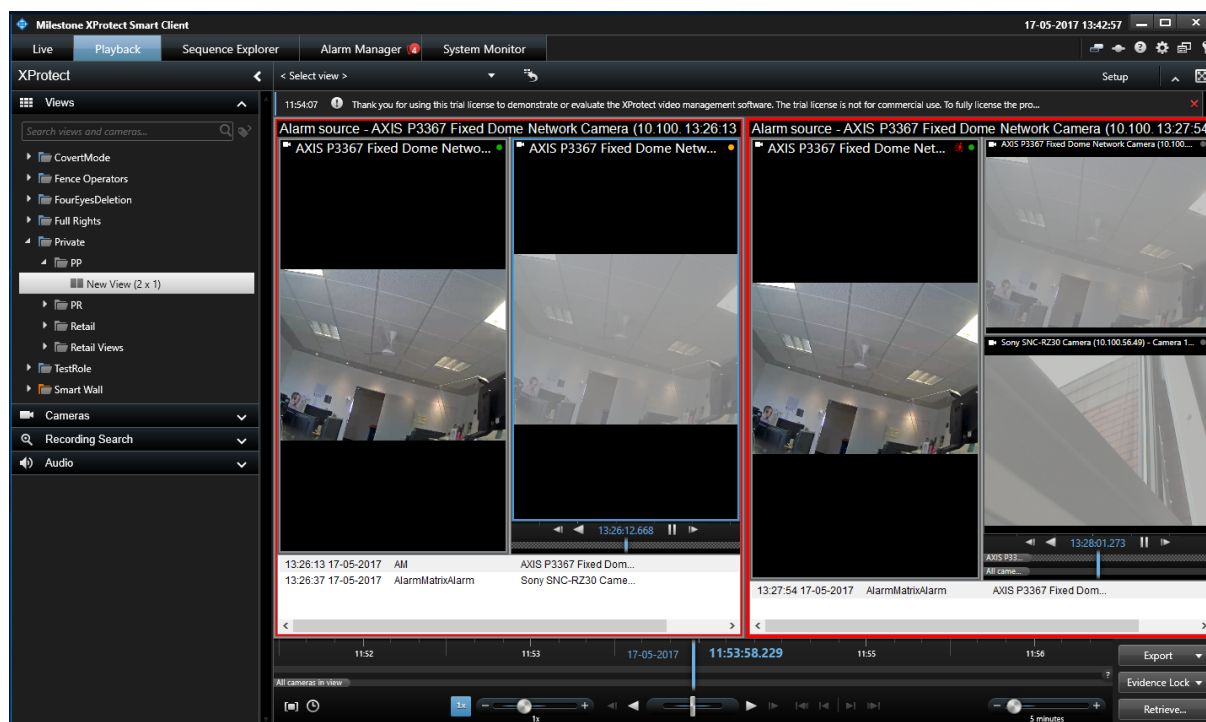 Milestone XProtect Smart Client
17-05-2017 13:42:57
Live
Playback
Sequence Explorer
Alarm Manager 4
System Monitor
XProtect
< Select view >
Setup
Views
11:54:07 Thank you for using this trial license to demonstrate or evaluate the XProtect video management software. The trial license is not for commercial use. To fully license the pro...
Search views and cameras...
CovertMode
Fence Operators
FourEyesDeletion
Full Rights
Private
PP
New View (2 x 1)
PR
Retail
Retail Views
TestRole
Smart Wall
Cameras
Recording Search
Audio
Alarm source - AXIS P3367 Fixed Dome Network Camera (10.100. 13:26:13
AXIS P3367 Fixed Dome Netwo...
AXIS P3367 Fixed Dome Netw...
13:26:12.668
13:26:13 17-05-2017 AM AXIS P3367 Fixed Dom...
13:26:37 17-05-2017 AlarmMatrixAlarm Sony SNC-RZ30 Came...
Alarm source - AXIS P3367 Fixed Dome Network Camera (10.100. 13:27:54
AXIS P3367 Fixed Dome Net...
AXIS P3367 Fixed Dome Network Camera (10.100....
Sony SNC-RZ30 Camera (10.100.56.49) - Camera 1...
13:28:01.273
AXIS P33...
All came...
13:27:54 17-05-2017 AlarmMatrixAlarm AXIS P3367 Fixed Dom...
11:52
11:53
17-05-2017
11:53:58.229
11:55
11:56
All cameras in view
?
1x
1x
5 minutes
Export
Evidence Lock
Retrieve...